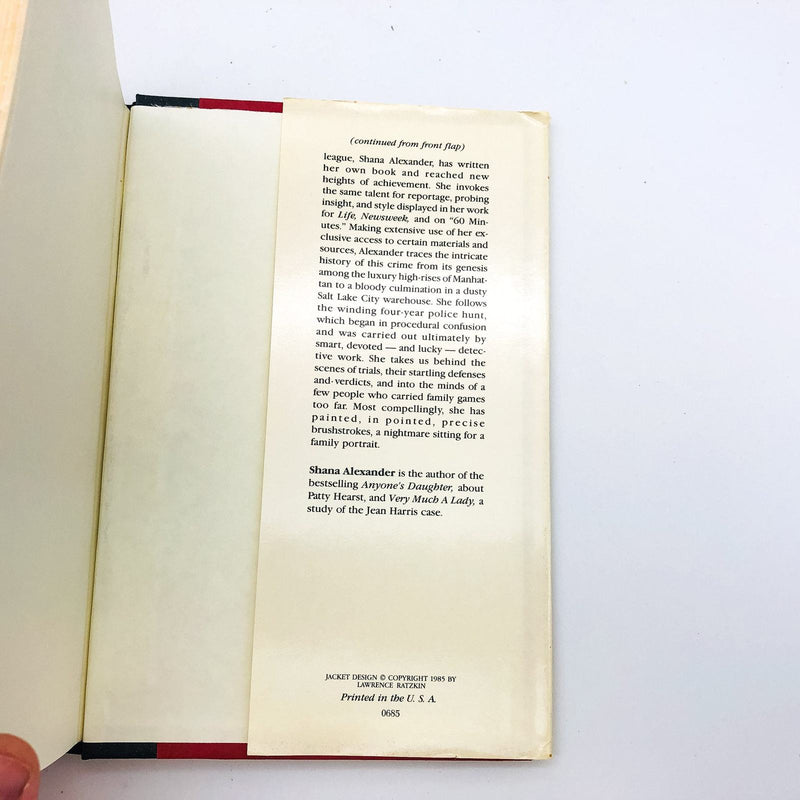 (continued from front flap)
league, Shana Alexander, has written
her own book and reached new
heights of achievement. She invokes
the same talent for reportage, probing
insight, and style displayed in her work
for Life, Newsweek, and on “60 Min-
utes.” Making extensive use of her ex-
clusive access to certain materials and
sources, Alexander traces the intricate
history of this crime from its genesis
among the luxury high-rises of Manhat-
tan to a bloody culmination in a dusty
Salt Lake City warehouse. She follows
the winding four-year police hunt,
which began in procedural confusion
and was carried out ultimately by
smart, devoted — and lucky — detec-
tive work. She takes us behind the
scenes of trials, their startling defenses
and verdicts, and into the minds of a
few people who carried family games
too far. Most compellingly, she has
painted, in pointed, precise
brushstrokes, a nightmare sitting for a
family portrait.
Shana Alexander is the author of the
bestselling Anyone's Daughter, about
Patty Hearst, and Very Much A Lady, a
study of the Jean Harris case.
JACKET DESIGN © COPYRIGHT 1985 BY
LAWRENCE RATZKIN
Printed in the U. S. A.
0685